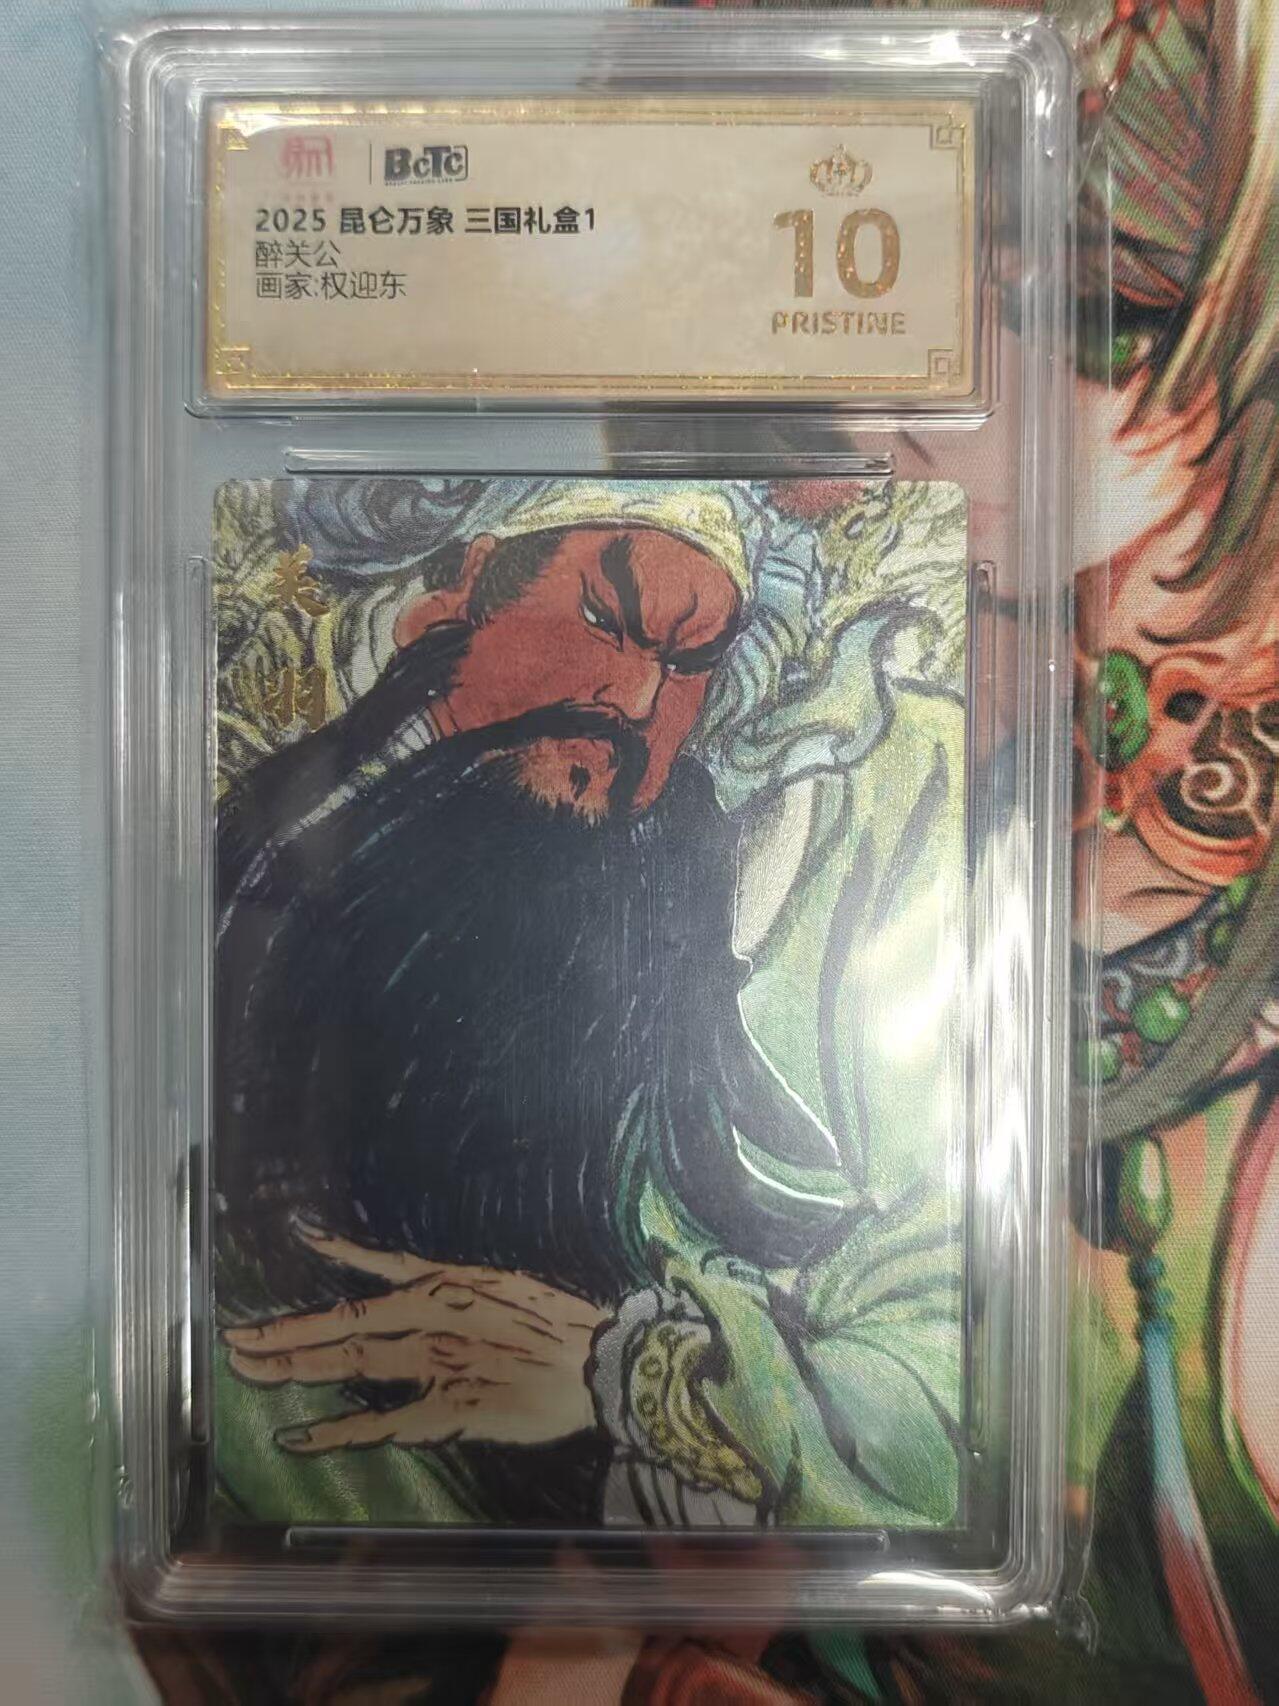 BCTC
2025 昆仑万象 三国礼盒1
醉关公
画家:权迎东
10
PRISTINE
关
羽